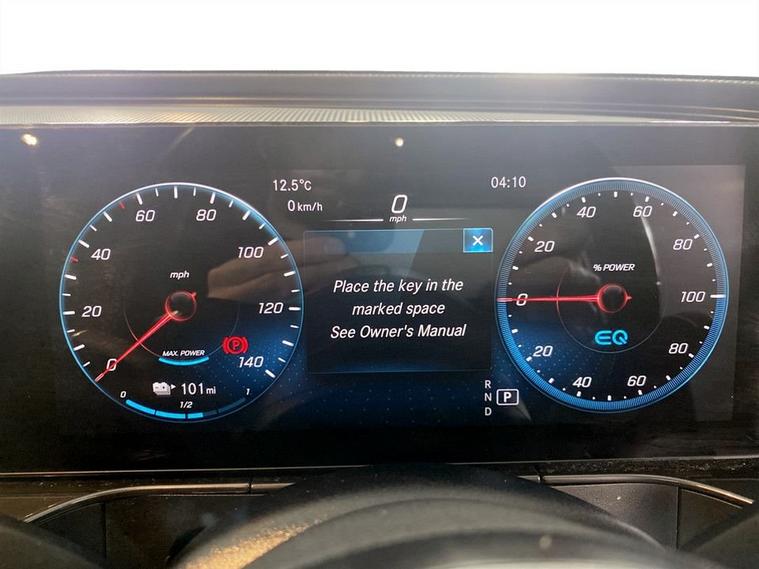 12.5°C
0 km/h
0
mph
04:10
Place the key in the
marked space
See Owner's Manual
0
20
40
60
80
100
120
140
mph
MAX. POWER
P
101 mi
0
1/2
1
R
N
D
P
40
60
20
80
0
100
20
80
40
60
% POWER
EQ